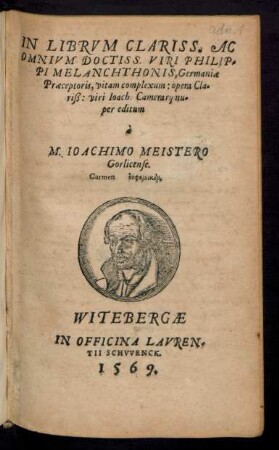 IN LIBRVM CLARISS. AC
OMNIVM DOCTISS. VIRI PHILIP-
PI MELANCHTHONIS, Germaniæ
Præceptoris, vitam complexum: opera Cla-
riss: viri Ioach. Camerarij nu-
per editum
à
M. IOACHIMO MEISTERO
Gorlicense.
Carmen
WITEBERGÆ
IN OFFICINA LAVREN-
TII SCHVVENCK.
1569.